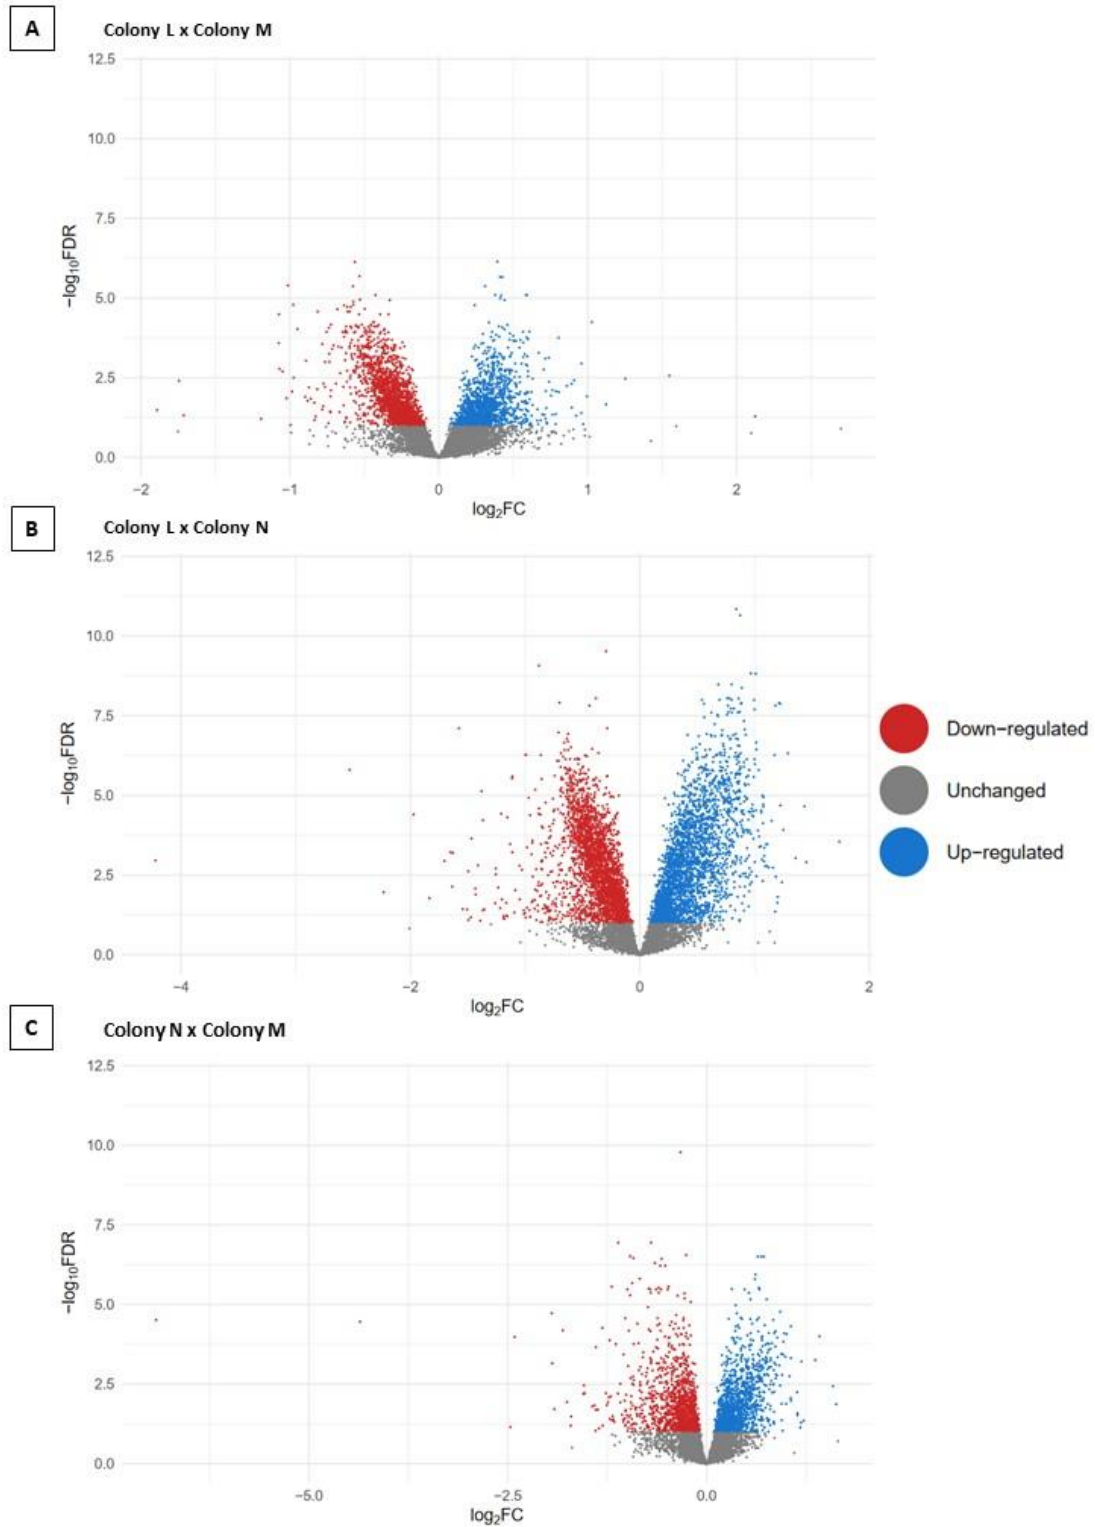 A
Colony L x Colony M
12.5
10.0
7.5
5.0
2.5
0.0
−log10FDR
−2 −1 0 1 2
log2FC
B
Colony L x Colony N
12.5
10.0
7.5
5.0
2.5
0.0
−log10FDR
−4 −2 0 2
log2FC
Down−regulated
Unchanged
Up−regulated
C
Colony N x Colony M
12.5
10.0
7.5
5.0
2.5
0.0
−log10FDR
−5.0 −2.5 0.0
log2FC